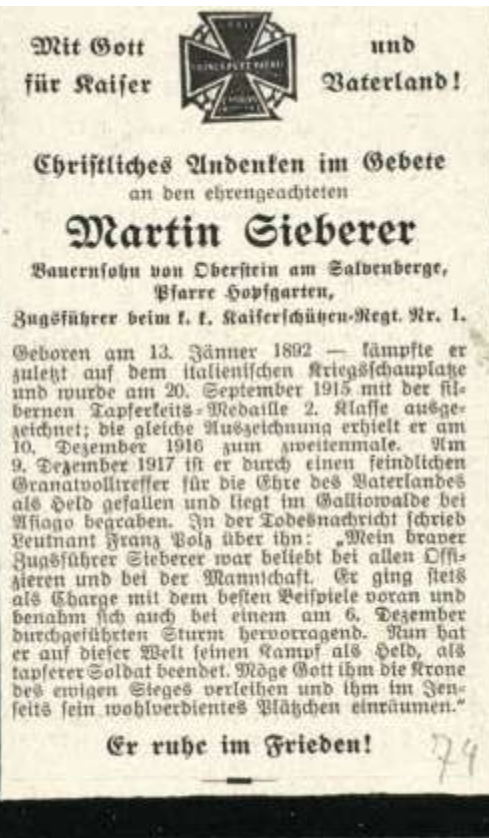 Mit Gott und
für Kaiser Vaterland!
Christliches Andenken im Gebete
an den ehrengeachteten
Martin Sieberer
Bauernsohn von Oberstein am Salvenberge,
Pfarre Hopfgarten,
Zugsführer beim k. k. Kaiserschützen-Regt. Nr. 1.
Geboren am 13. Jänner 1892 — kämpfte er
zuletzt auf dem italienischen Kriegsschauplatze
und wurde am 20. September 1915 mit der sil-
bernen Tapferkeits-Medaille 2. Klasse ausge-
zeichnet; die gleiche Auszeichnung erhielt er am
10. Dezember 1916 zum zweitenmale. Am
9. Dezember 1917 ist er durch einen feindlichen
Granatvolltreffer für die Ehre des Vaterlandes
als Held gefallen und liegt im Galliowalde bei
Asiago begraben. In der Todesnachricht schrieb
Leutnant Franz Polz über ihn: „Mein braver
Zugsführer Sieberer war beliebt bei allen Offi-
zieren und bei der Mannschaft. Er ging stets
als Charge mit dem besten Beispiele voran und
benahm sich auch bei einem am 6. Dezember
durchgeführten Sturm hervorragend. Nun hat
er auf dieser Welt seinen Kampf als Held, als
tapferer Soldat beendet. Möge Gott ihm die Krone
des ewigen Sieges verleihen und ihm im Jen-
seits sein wohlverdientes Plätzchen einräumen."
Er ruhe im Frieden!
74